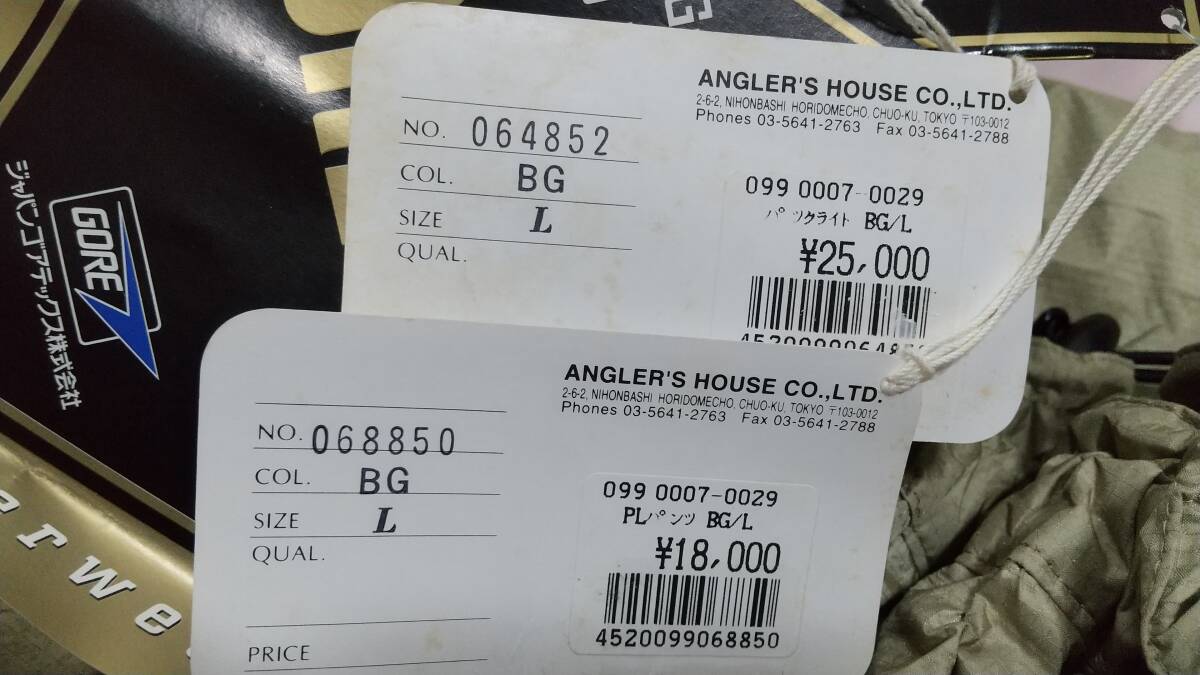 G
GORE
ジャパンゴアテックス株式会社
arwe
ANGLER'S HOUSE CO.,LTD.
2-6-2, NIHONBASHI HORIDOMECHO, CHUO-KU, TOKYO 〒103-0012
Phones 03-5641-2763 Fax 03-5641-2788
NO. 064852
COL. BG
SIZE L
QUAL.
099 0007-0029
パックライト BG/L
¥25,000
ANGLER'S HOUSE CO.,LTD.
2-6-2, NIHONBASHI HORIDOMECHO, CHUO-KU, TOKYO 〒103-0012
Phones 03-5641-2763 Fax 03-5641-2788
NO. 068850
COL. BG
SIZE L
QUAL.
PRICE
099 0007-0029
PLパンツ BG/L
¥18,000
4520099068850